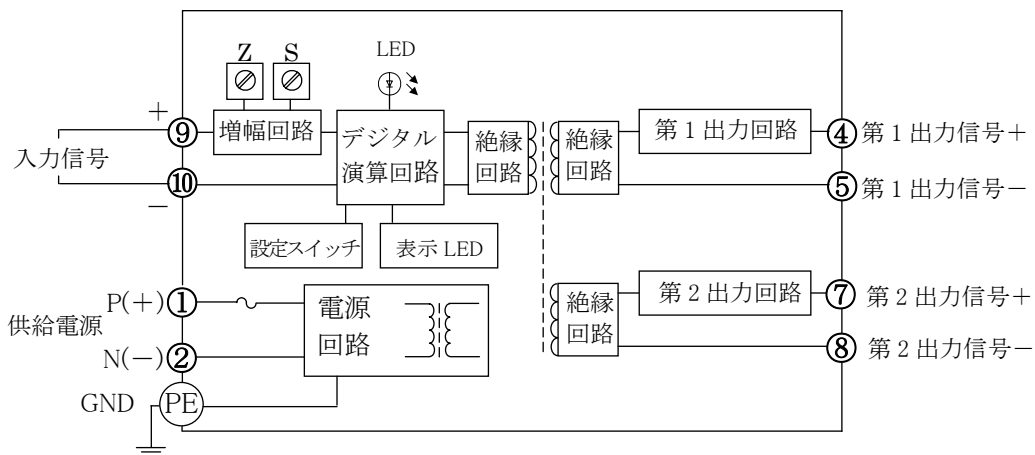 Z
S
LED
+
⑨
増幅回路
デジタル
演算回路
絶縁
回路
絶縁
回路
第1出力回路
④
第1出力信号+
入力信号
⑩
−
⑤
第1出力信号−
設定スイッチ
表示 LED
P(+)
①
電源
回路
絶縁
回路
第2出力回路
⑦
第2出力信号+
供給電源
N(−)
②
⑧
第2出力信号−
GND
PE